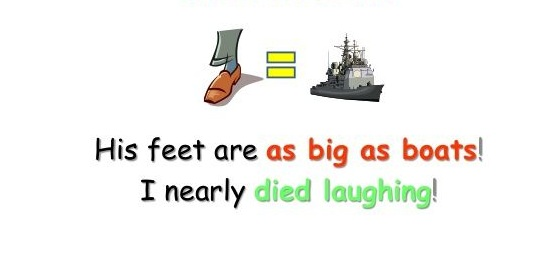 His feet are as big as boats!
I nearly died laughing!